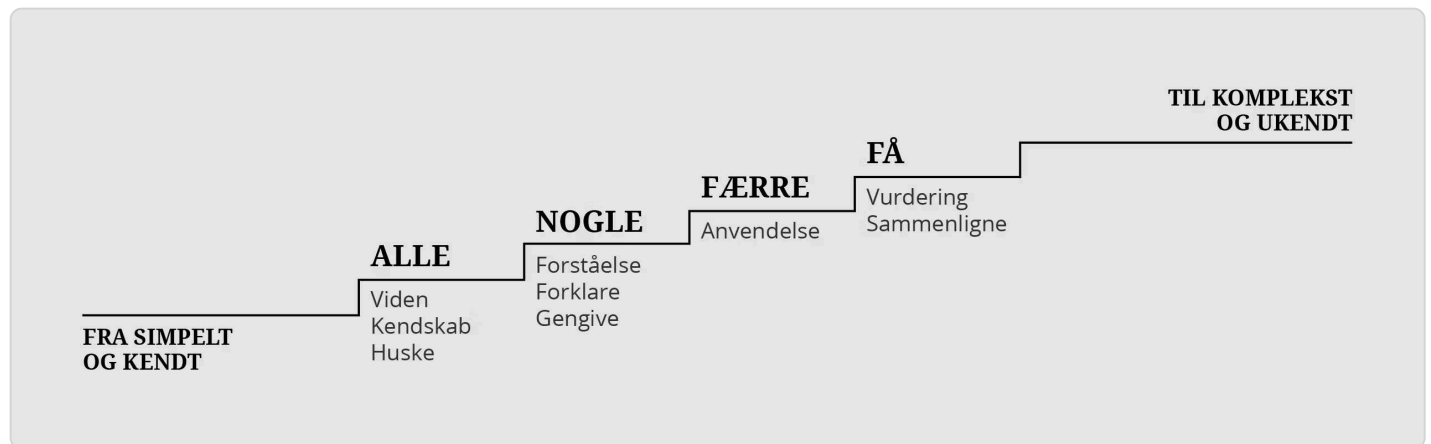 FRA SIMPELT
OG KENDT
ALLE
Viden
Kendskab
Huske
NOGLE
Forståelse
Forklare
Gengive
FÆRRE
Anvendelse
FÅ
Vurdering
Sammenligne
TIL KOMPLEKST
OG UKENDT